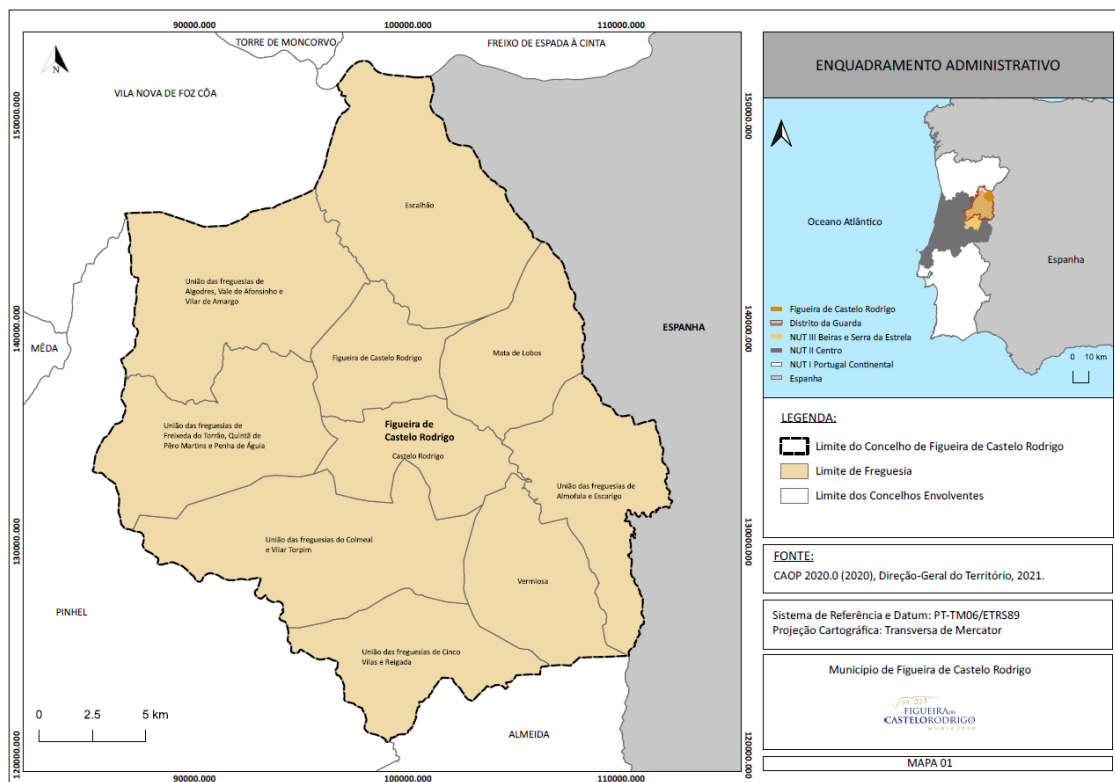 90000.000
100000.000
110000.000
TORRE DE MONCORVO
FREIXO DE ESPADA À CINTA
N
VILA NOVA DE FOZ CÔA
150000.000
150000.000
Escalhão
União das freguesias de
Algodres, Vale de Afonsinho e
Vilar de Amargo
ESPANHA
140000.000
140000.000
MÊDA
Figueira de Castelo Rodrigo
Mata de Lobos
União das freguesias de
Freixeda do Torrão, Quintã de
Pêro Martins e Penha de Águia
Figueira de
Castelo Rodrigo
Castelo Rodrigo
União das freguesias de
Almofala e Escarigo
130000.000
130000.000
União das freguesias do Colmeal
e Vilar Torpim
Vermiosa
PINHEL
União das freguesias de Cinco
Vilas e Reigada
0 2.5 5 km
ALMEIDA
120000.000
120000.000
90000.000
100000.000
110000.000
ENQUADRAMENTO ADMINISTRATIVO
Oceano Atlântico
Espanha
Figueira de Castelo Rodrigo
Distrito da Guarda
NUT III Beiras e Serra da Estrela
NUT II Centro
NUT I Portugal Continental
Espanha
0 10 km
LEGENDA:
Limite do Concelho de Figueira de Castelo Rodrigo
Limite de Freguesia
Limite dos Concelhos Envolventes
FONTE:
CAOP 2020.0 (2020), Direção-Geral do Território, 2021.
Sistema de Referência e Datum: PT-TM06/ETRS89
Projeção Cartográfica: Transversa de Mercator
Município de Figueira de Castelo Rodrigo
FIGUEIRA DE
CASTELO RODRIGO
MUNICÍPIO
MAPA 01